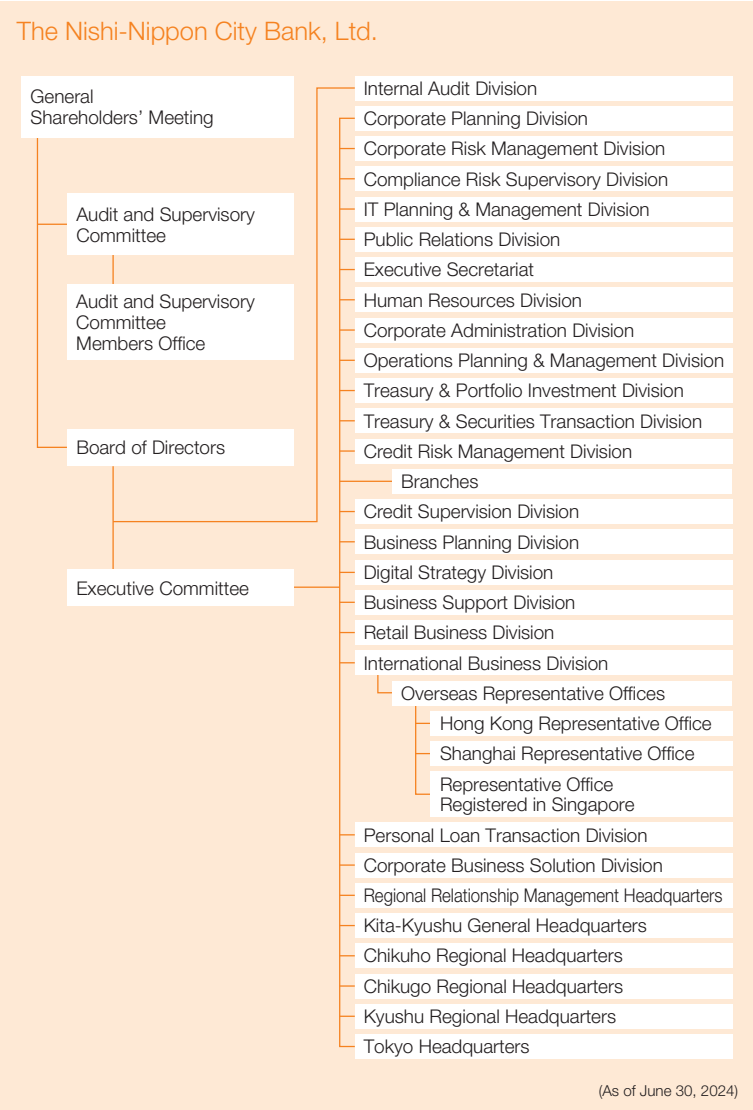 The Nishi-Nippon City Bank, Ltd.
General
Shareholders’ Meeting
Audit and Supervisory
Committee
Audit and Supervisory
Committee
Members Office
Board of Directors
Executive Committee
Internal Audit Division
Corporate Planning Division
Corporate Risk Management Division
Compliance Risk Supervisory Division
IT Planning & Management Division
Public Relations Division
Executive Secretariat
Human Resources Division
Corporate Administration Division
Operations Planning & Management Division
Treasury & Portfolio Investment Division
Treasury & Securities Transaction Division
Credit Risk Management Division
Branches
Credit Supervision Division
Business Planning Division
Digital Strategy Division
Business Support Division
Retail Business Division
International Business Division
Overseas Representative Offices
Hong Kong Representative Office
Shanghai Representative Office
Representative Office
Registered in Singapore
Personal Loan Transaction Division
Corporate Business Solution Division
Regional Relationship Management Headquarters
Kita-Kyushu General Headquarters
Chikuho Regional Headquarters
Chikugo Regional Headquarters
Kyushu Regional Headquarters
Tokyo Headquarters
(As of June 30, 2024)